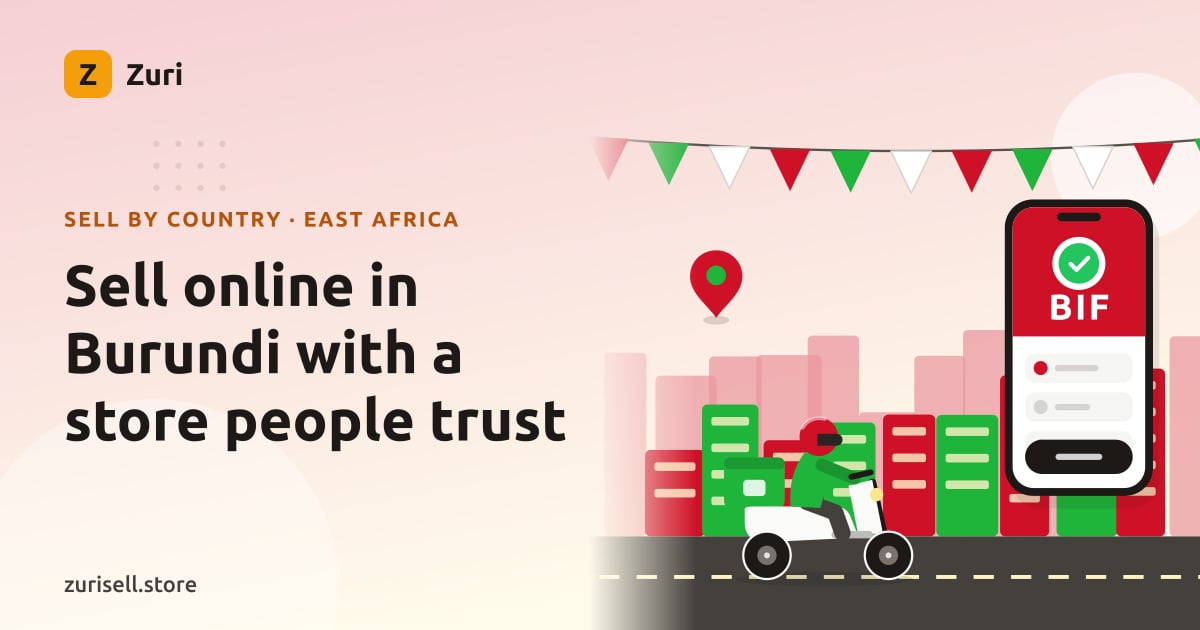 Z Zuri
SELL BY COUNTRY · EAST AFRICA
Sell online in
Burundi with a
store people trust
BIF
zurisell.store